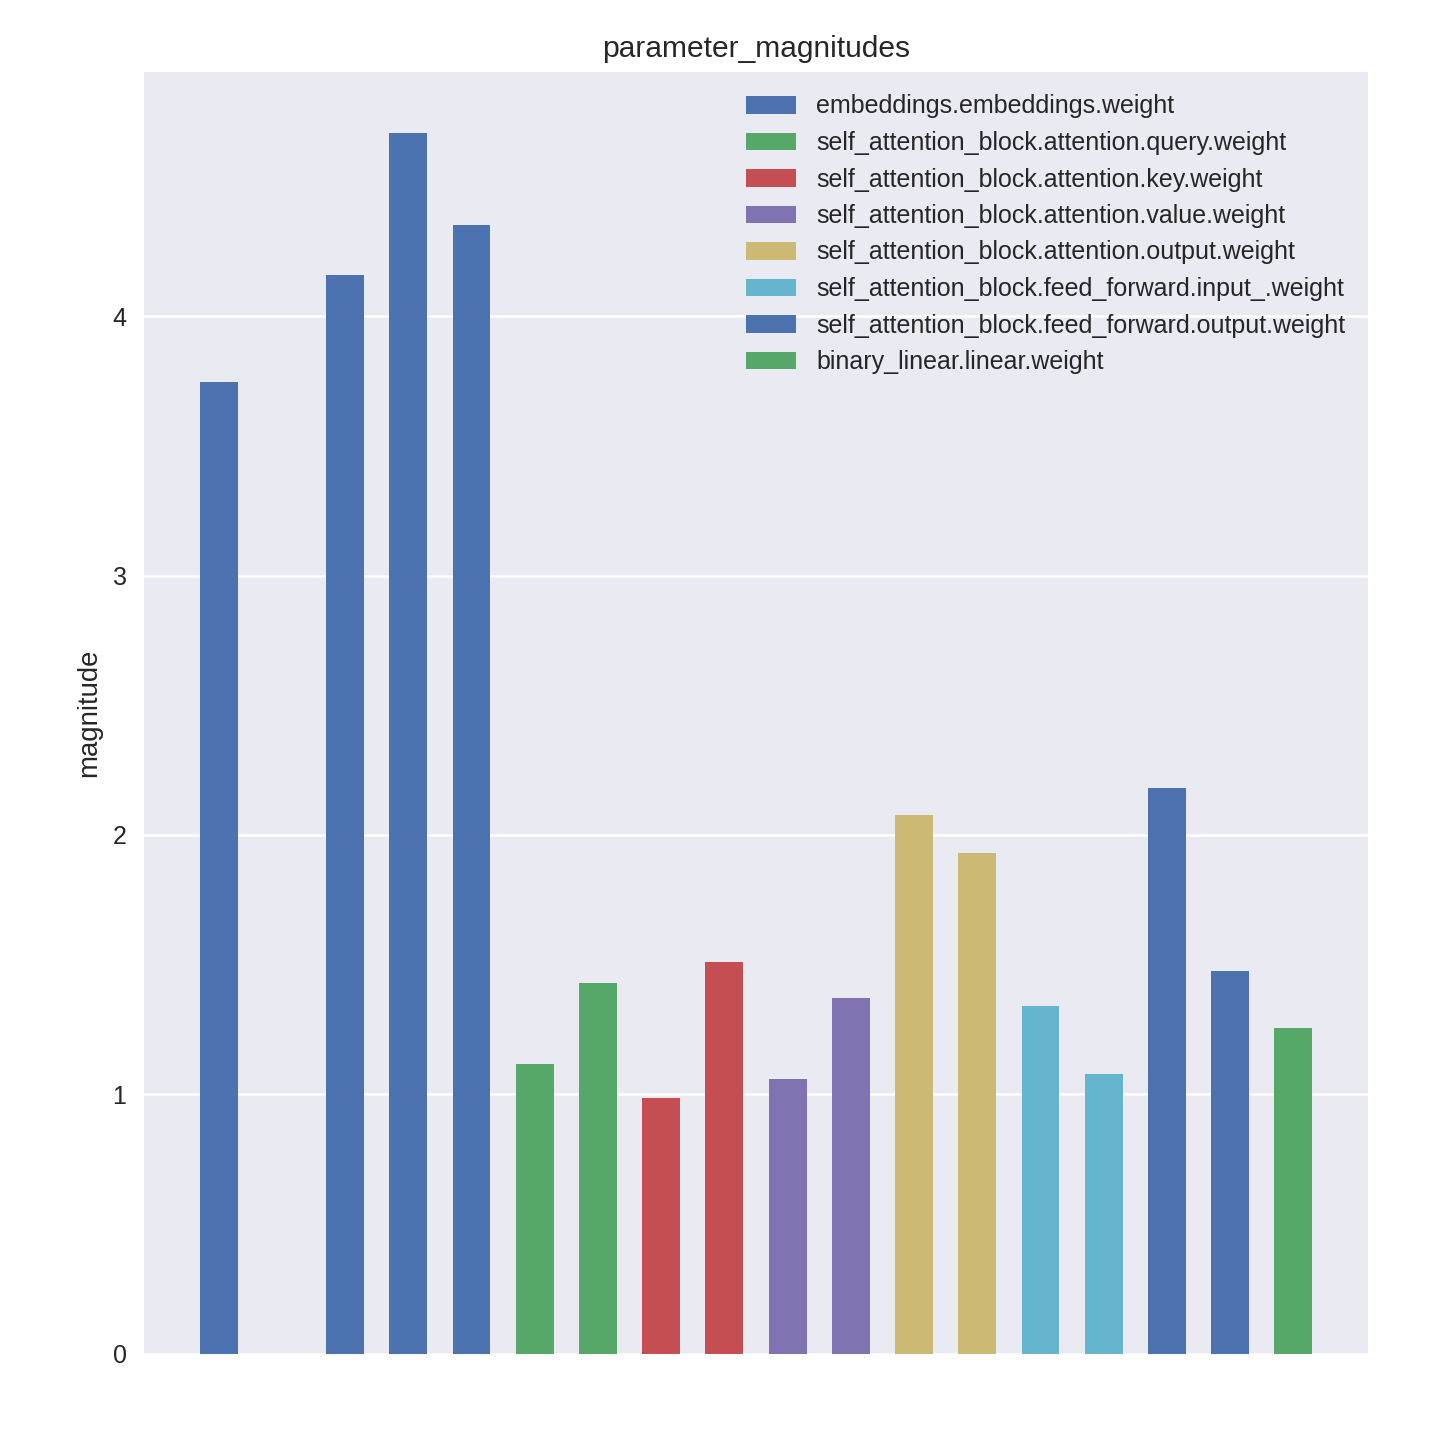 parameter_magnitudes
embeddings.embeddings.weight
self_attention_block.attention.query.weight
self_attention_block.attention.key.weight
self_attention_block.attention.value.weight
self_attention_block.attention.output.weight
self_attention_block.feed_forward.input_.weight
self_attention_block.feed_forward.output.weight
binary_linear.linear.weight
magnitude
4
3
2
1
0